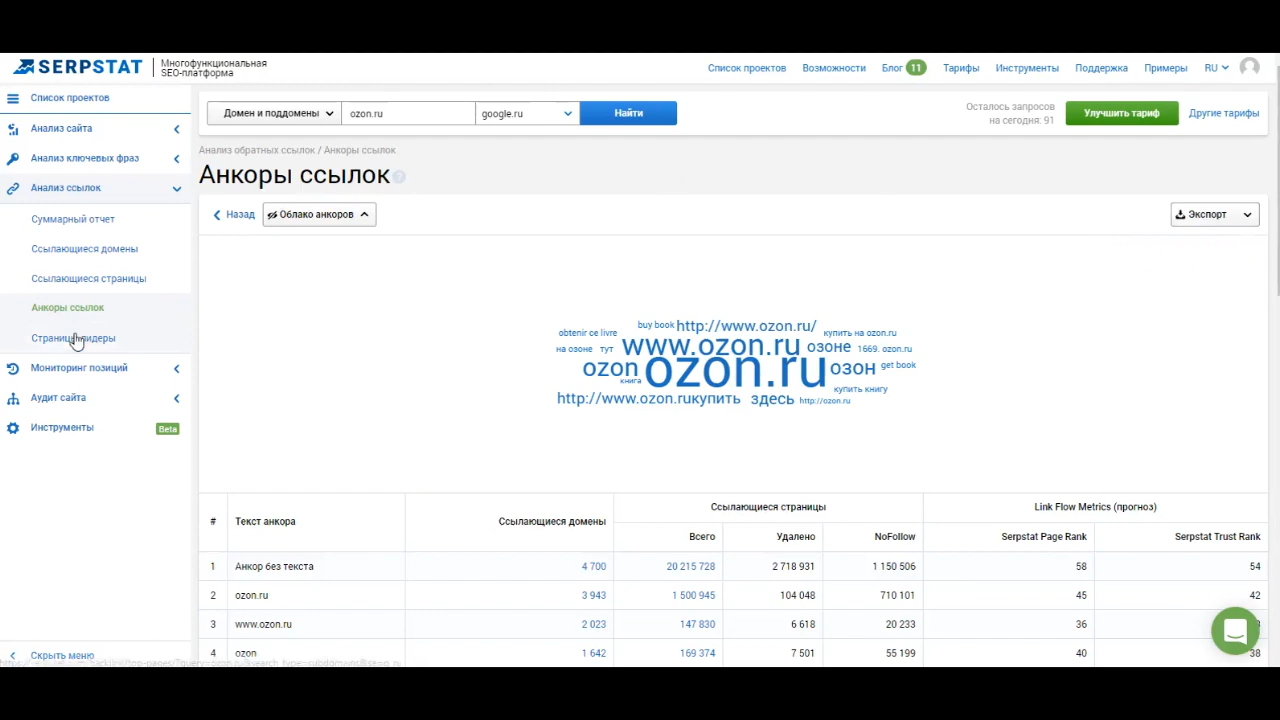 SERPSTAT
Многофункциональная
SEO-платформа
Список проектов
Возможности
Блог 11
Тарифы
Инструменты
Поддержка
Примеры
RU
Список проектов
Анализ сайта
Анализ ключевых фраз
Анализ ссылок
Суммарный отчет
Ссылающиеся домены
Ссылающиеся страницы
Анкоры ссылок
Мониторинг позиций
Аудит сайта
Инструменты
Beta
Скрыть меню
Домен и поддомены
ozon.ru
google.ru
Найти
Осталось запросов
на сегодня: 91
Улучшить тариф
Другие тарифы
Анализ обратных ссылок / Анкоры ссылок
Анкоры ссылок ?
Назад
Облако анкоров
Экспорт
obtenir ce livre buy book http://www.ozon.ru/ купить на ozon.ru
на озоне тут www.ozon.ru озоне 1669. ozon.ru
ozon книга ozon.ru озон get book
купить книгу
http://www.ozon.ruкупить здесь http://ozon.ru
# Текст анкора Ссылающиеся домены Ссылающиеся страницы Link Flow Metrics (прогноз)
Всего Удалено NoFollow Serpstat Page Rank Serpstat Trust Rank
1 Анкор без текста 4 700 20 215 728 2 718 931 1 150 506 58 54
2 ozon.ru 3 943 1 500 945 104 048 710 101 45 42
3 www.ozon.ru 2 023 147 830 6 618 20 233 36
4 ozon 1 642 169 374 7 501 55 199 40 38